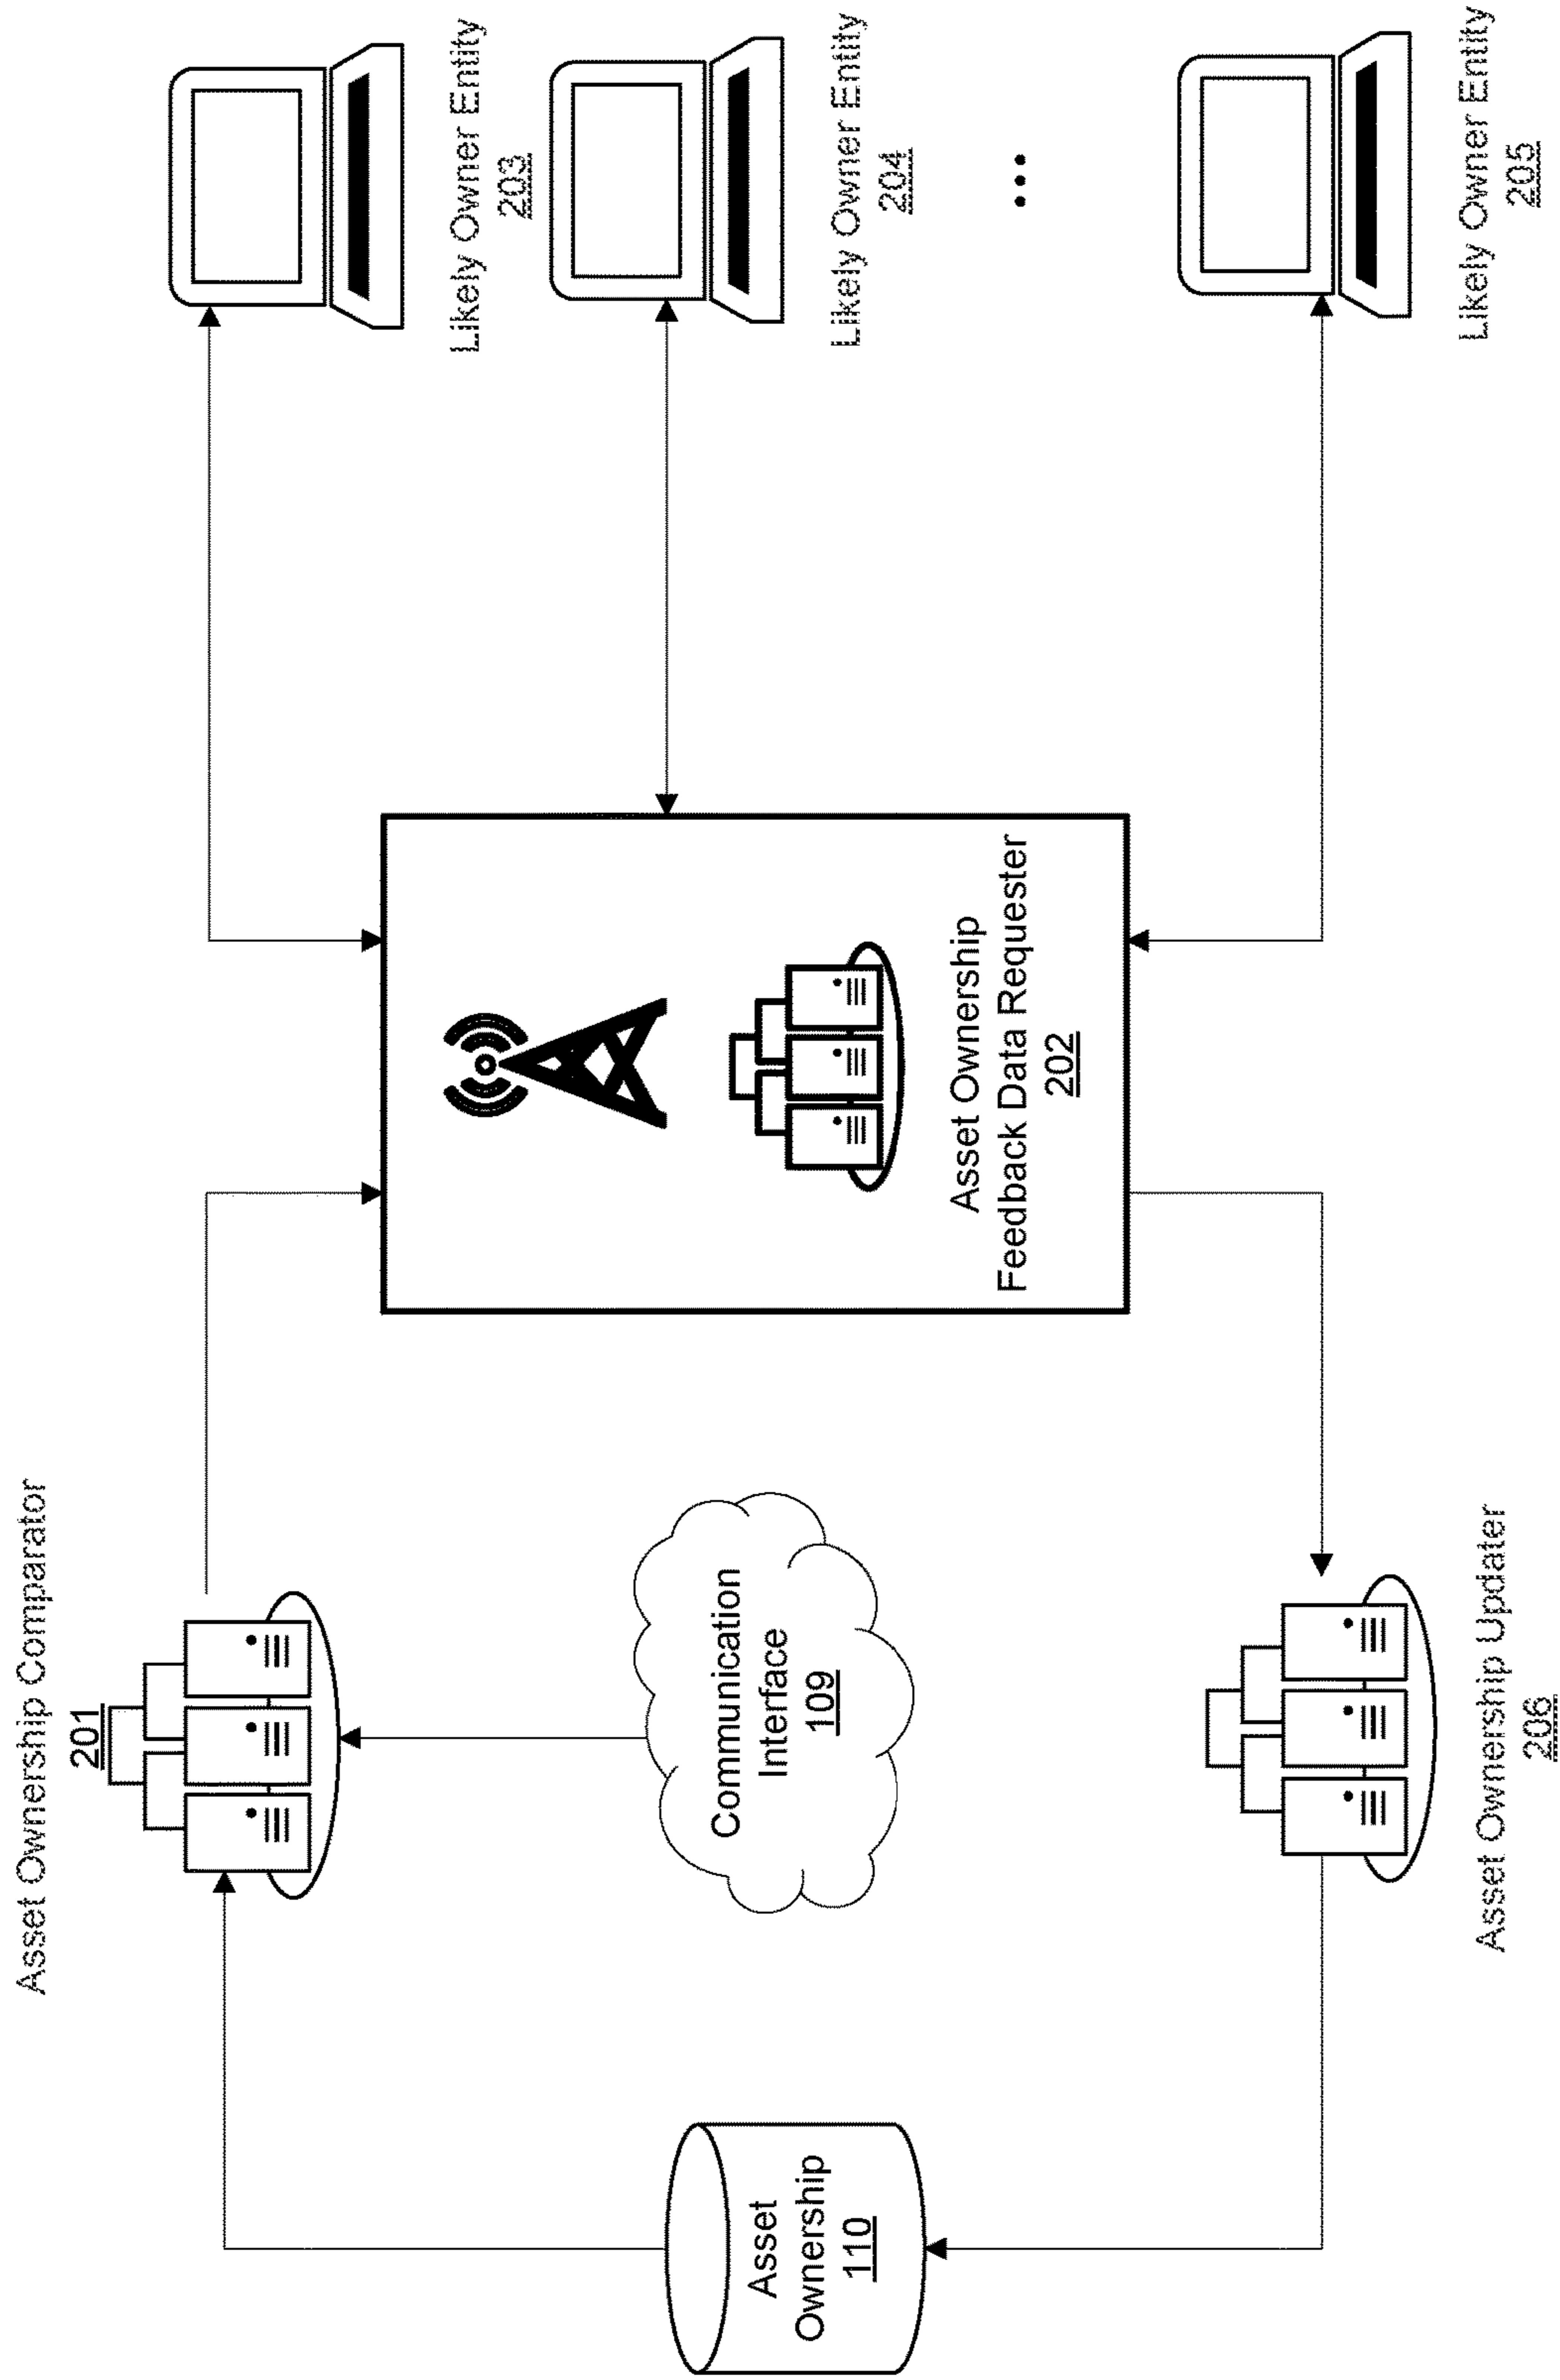 Asset Ownership Comparator
201
Asset
Ownership
110
Communication
Interface
109
Asset Ownership Updater
206
Asset Ownership
Feedback Data Requester
202
Likely Owner Entity
203
Likely Owner Entity
204
...
Likely Owner Entity
205